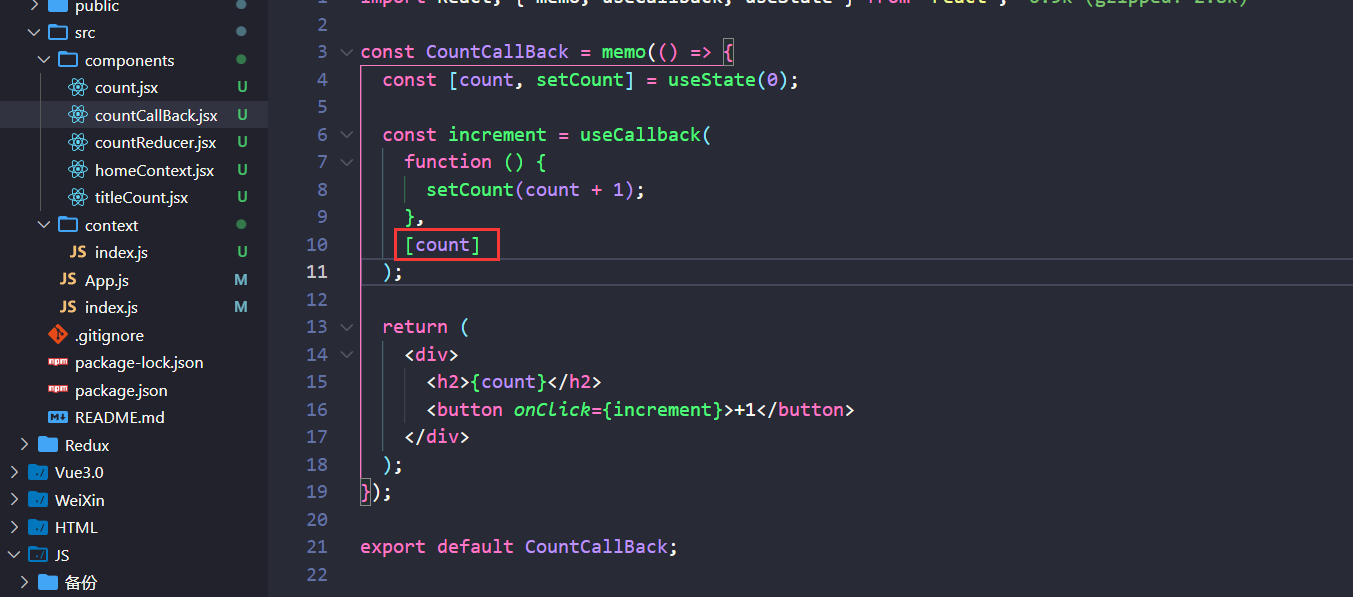 public
src
components
count.jsx U
countCallBack.jsx U
countReducer.jsx U
homeContext.jsx U
titleCount.jsx U
context
JS index.js U
JS App.js M
JS index.js M
.gitignore
npm package-lock.json
npm package.json
M README.md
Redux
Vue3.0
WeiXin
HTML
JS
备份
1 import React, { memo, useCallback, useState } from "react"; 6.9k (gzipped: 2.8k)
2
3 const CountCallBack = memo(() => {
4 const [count, setCount] = useState(0);
5
6 const increment = useCallback(
7 function () {
8 setCount(count + 1);
9 },
10 [count]
11 );
12
13 return (
14 <div>
15 <h2>{count}</h2>
16 <button onClick={increment}>+1</button>
17 </div>
18 );
19 });
20
21 export default CountCallBack;
22